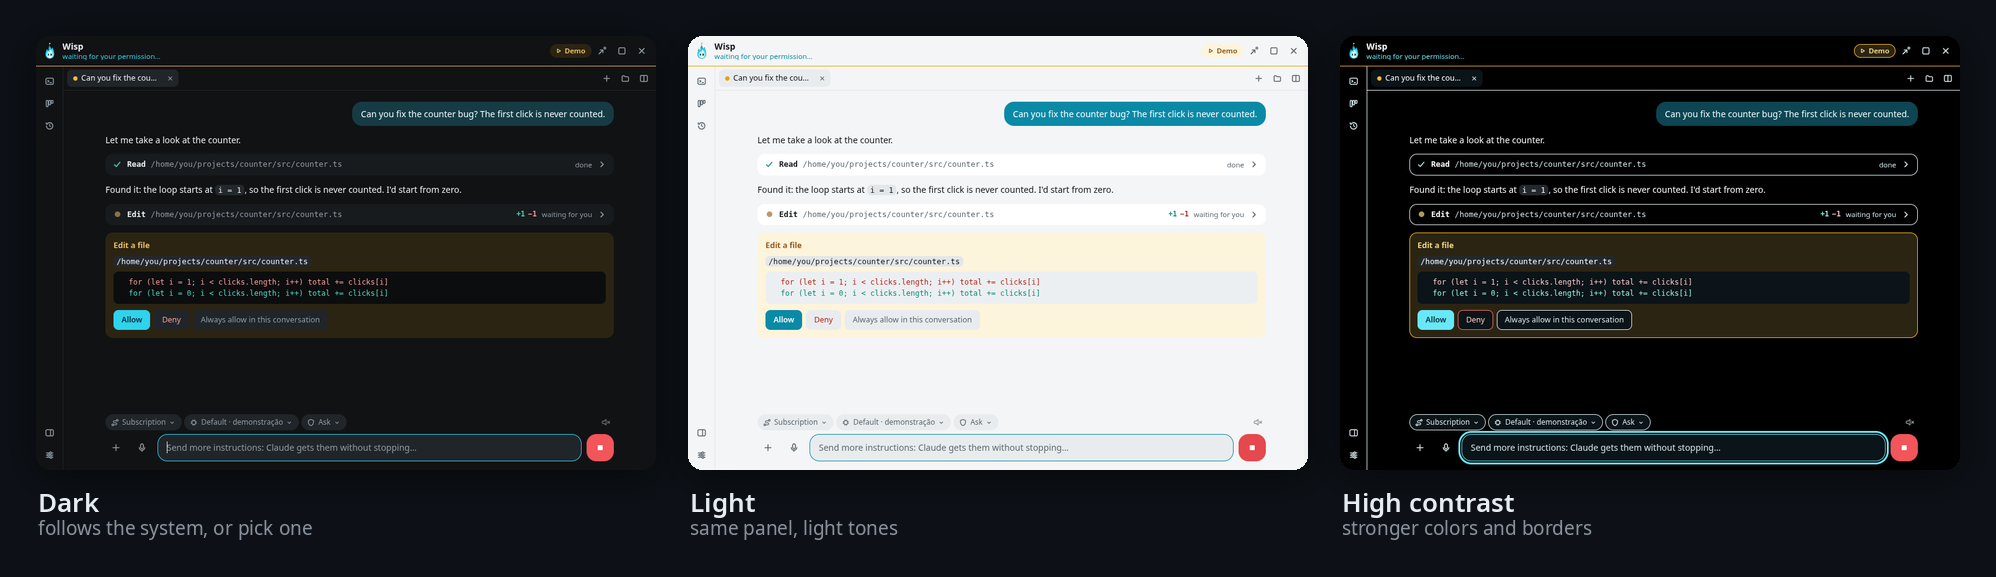 Wisp
waiting for your permission...
Demo
Can you fix the cou...
Can you fix the counter bug? The first click is never counted.
Let me take a look at the counter.
Read /home/you/projects/counter/src/counter.ts
done
Found it: the loop starts at i = 1, so the first click is never counted. I'd start from zero.
Edit /home/you/projects/counter/src/counter.ts
+1 −1 waiting for you
Edit a file
/home/you/projects/counter/src/counter.ts
for (let i = 1; i < clicks.length; i++) total += clicks[i]
for (let i = 0; i < clicks.length; i++) total += clicks[i]
Allow Deny Always allow in this conversation
Subscription Default · demonstração Ask
Send more instructions: Claude gets them without stopping...
Dark
follows the system, or pick one
Wisp
waiting for your permission...
Demo
Can you fix the cou...
Can you fix the counter bug? The first click is never counted.
Let me take a look at the counter.
Read /home/you/projects/counter/src/counter.ts
done
Found it: the loop starts at i = 1, so the first click is never counted. I'd start from zero.
Edit /home/you/projects/counter/src/counter.ts
+1 −1 waiting for you
Edit a file
/home/you/projects/counter/src/counter.ts
for (let i = 1; i < clicks.length; i++) total += clicks[i]
for (let i = 0; i < clicks.length; i++) total += clicks[i]
Allow Deny Always allow in this conversation
Subscription Default · demonstração Ask
Send more instructions: Claude gets them without stopping...
Light
same panel, light tones
Wisp
waiting for your permission...
Demo
Can you fix the cou...
Can you fix the counter bug? The first click is never counted.
Let me take a look at the counter.
Read /home/you/projects/counter/src/counter.ts
done
Found it: the loop starts at i = 1, so the first click is never counted. I'd start from zero.
Edit /home/you/projects/counter/src/counter.ts
+1 −1 waiting for you
Edit a file
/home/you/projects/counter/src/counter.ts
for (let i = 1; i < clicks.length; i++) total += clicks[i]
for (let i = 0; i < clicks.length; i++) total += clicks[i]
Allow Deny Always allow in this conversation
Subscription Default · demonstração Ask
Send more instructions: Claude gets them without stopping...
High contrast
stronger colors and borders